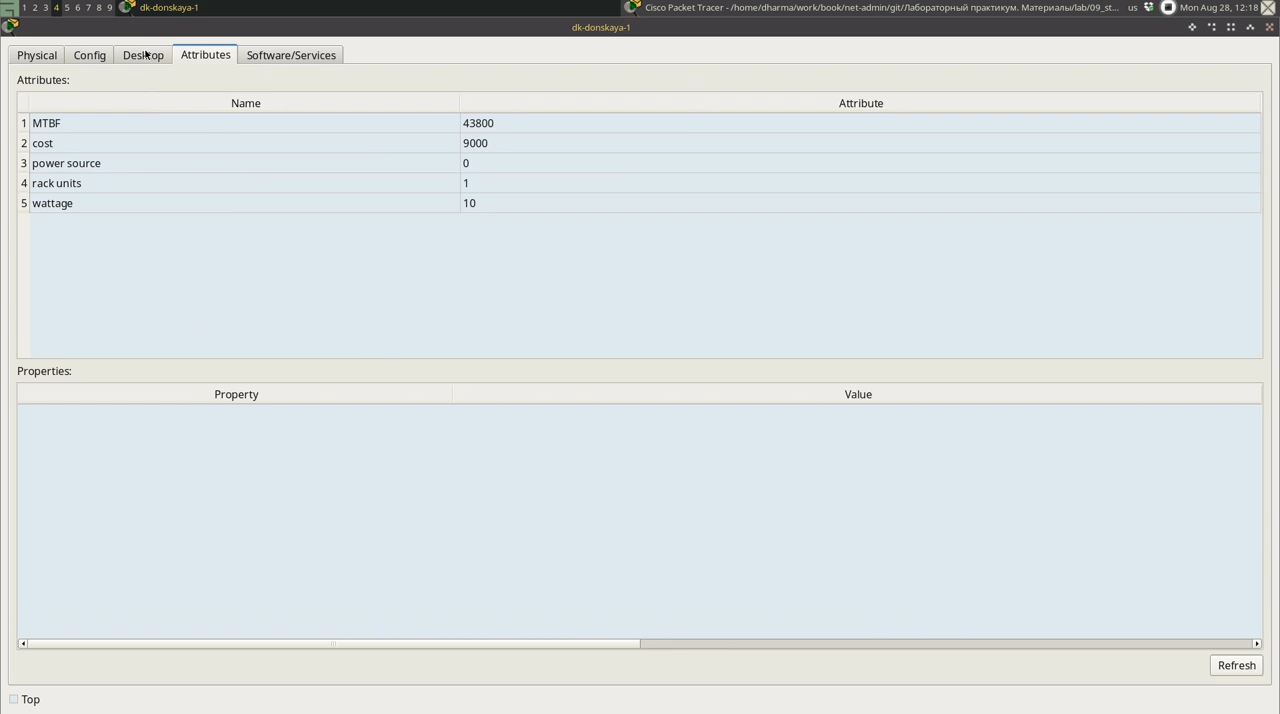 1 2 3 4 5 6 7 8 9 dk-donskaya-1 Cisco Packet Tracer - /home/dharma/work/book/net-admin/git/Лабораторный практикум. Материалы/lab/09_st... us Mon Aug 28, 12:18
dk-donskaya-1
Physical Config Desktop Attributes Software/Services
Attributes:
Name Attribute
1 MTBF 43800
2 cost 9000
3 power source 0
4 rack units 1
5 wattage 10
Properties:
Property Value
Refresh
Top